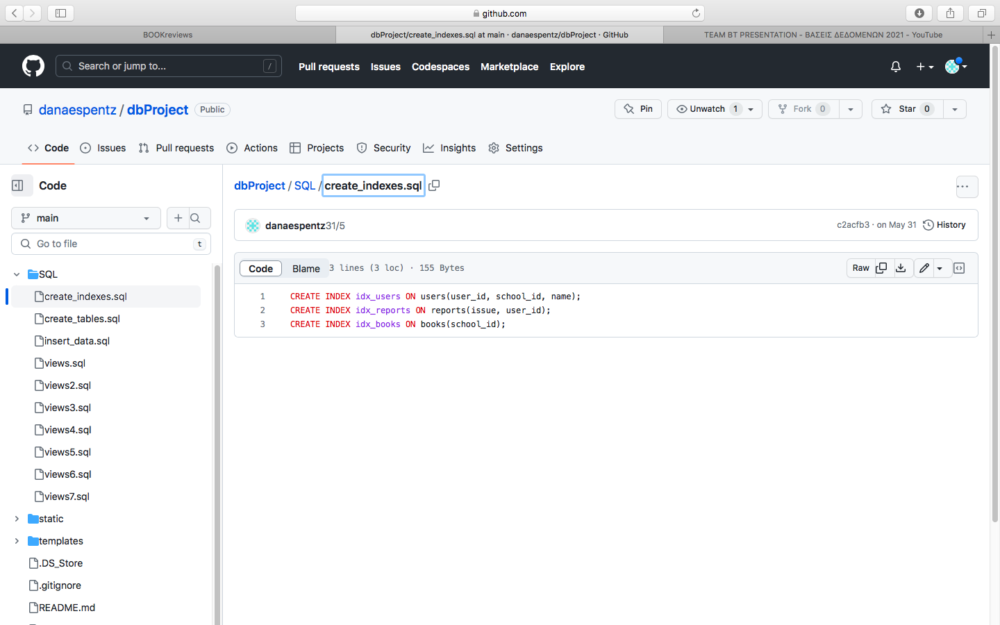 github.com
BOOKreviews
dbProject/create_indexes.sql at main · danaespentz/dbProject · GitHub
TEAM BT PRESENTATION - ΒΑΣΕΙΣ ΔΕΔΟΜΕΝΩΝ 2021 - YouTube
Search or jump to... /
Pull requests Issues Codespaces Marketplace Explore
danaespentz / dbProject Public
Pin Unwatch 1 Fork 0 Star 0
Code Issues Pull requests Actions Projects Security Insights Settings
Code
main
Go to file t
SQL
create_indexes.sql
create_tables.sql
insert_data.sql
views.sql
views2.sql
views3.sql
views4.sql
views5.sql
views6.sql
views7.sql
static
templates
.DS_Store
.gitignore
README.md
dbProject / SQL / create_indexes.sql
danaespentz 31/5 c2acfb3 · on May 31 History
Code Blame 3 lines (3 loc) · 155 Bytes Raw
1 CREATE INDEX idx_users ON users(user_id, school_id, name);
2 CREATE INDEX idx_reports ON reports(issue, user_id);
3 CREATE INDEX idx_books ON books(school_id);